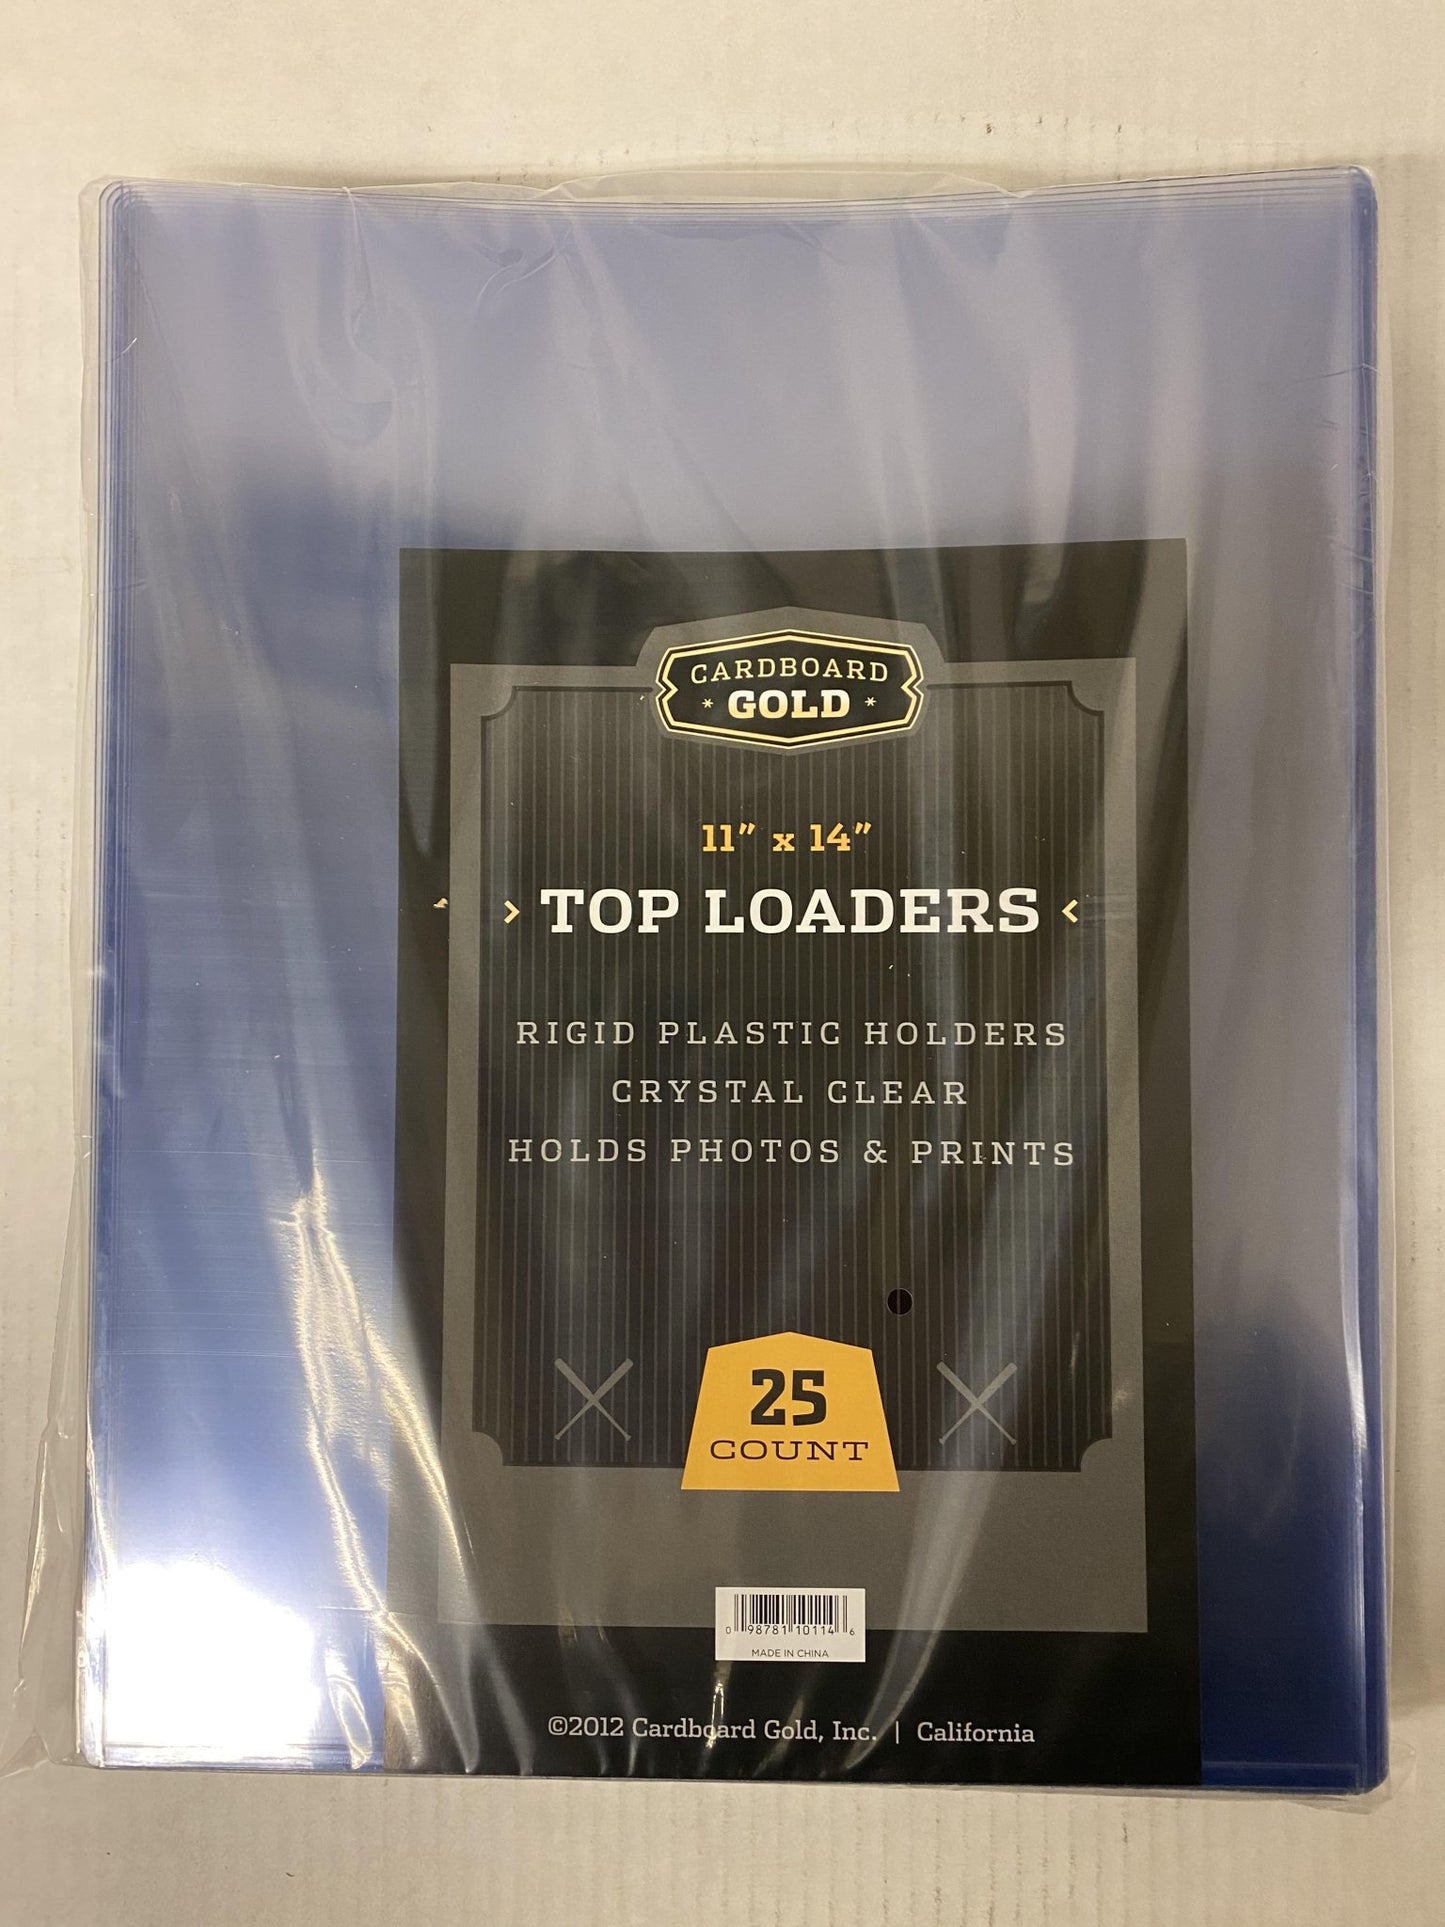 CARDBOARD
* GOLD *
11" x 14"
> TOP LOADERS <
RIGID PLASTIC HOLDERS
CRYSTAL CLEAR
HOLDS PHOTOS & PRINTS
25
COUNT
0 98781 10114 6
MADE IN CHINA
©2012 Cardboard Gold, Inc. | California